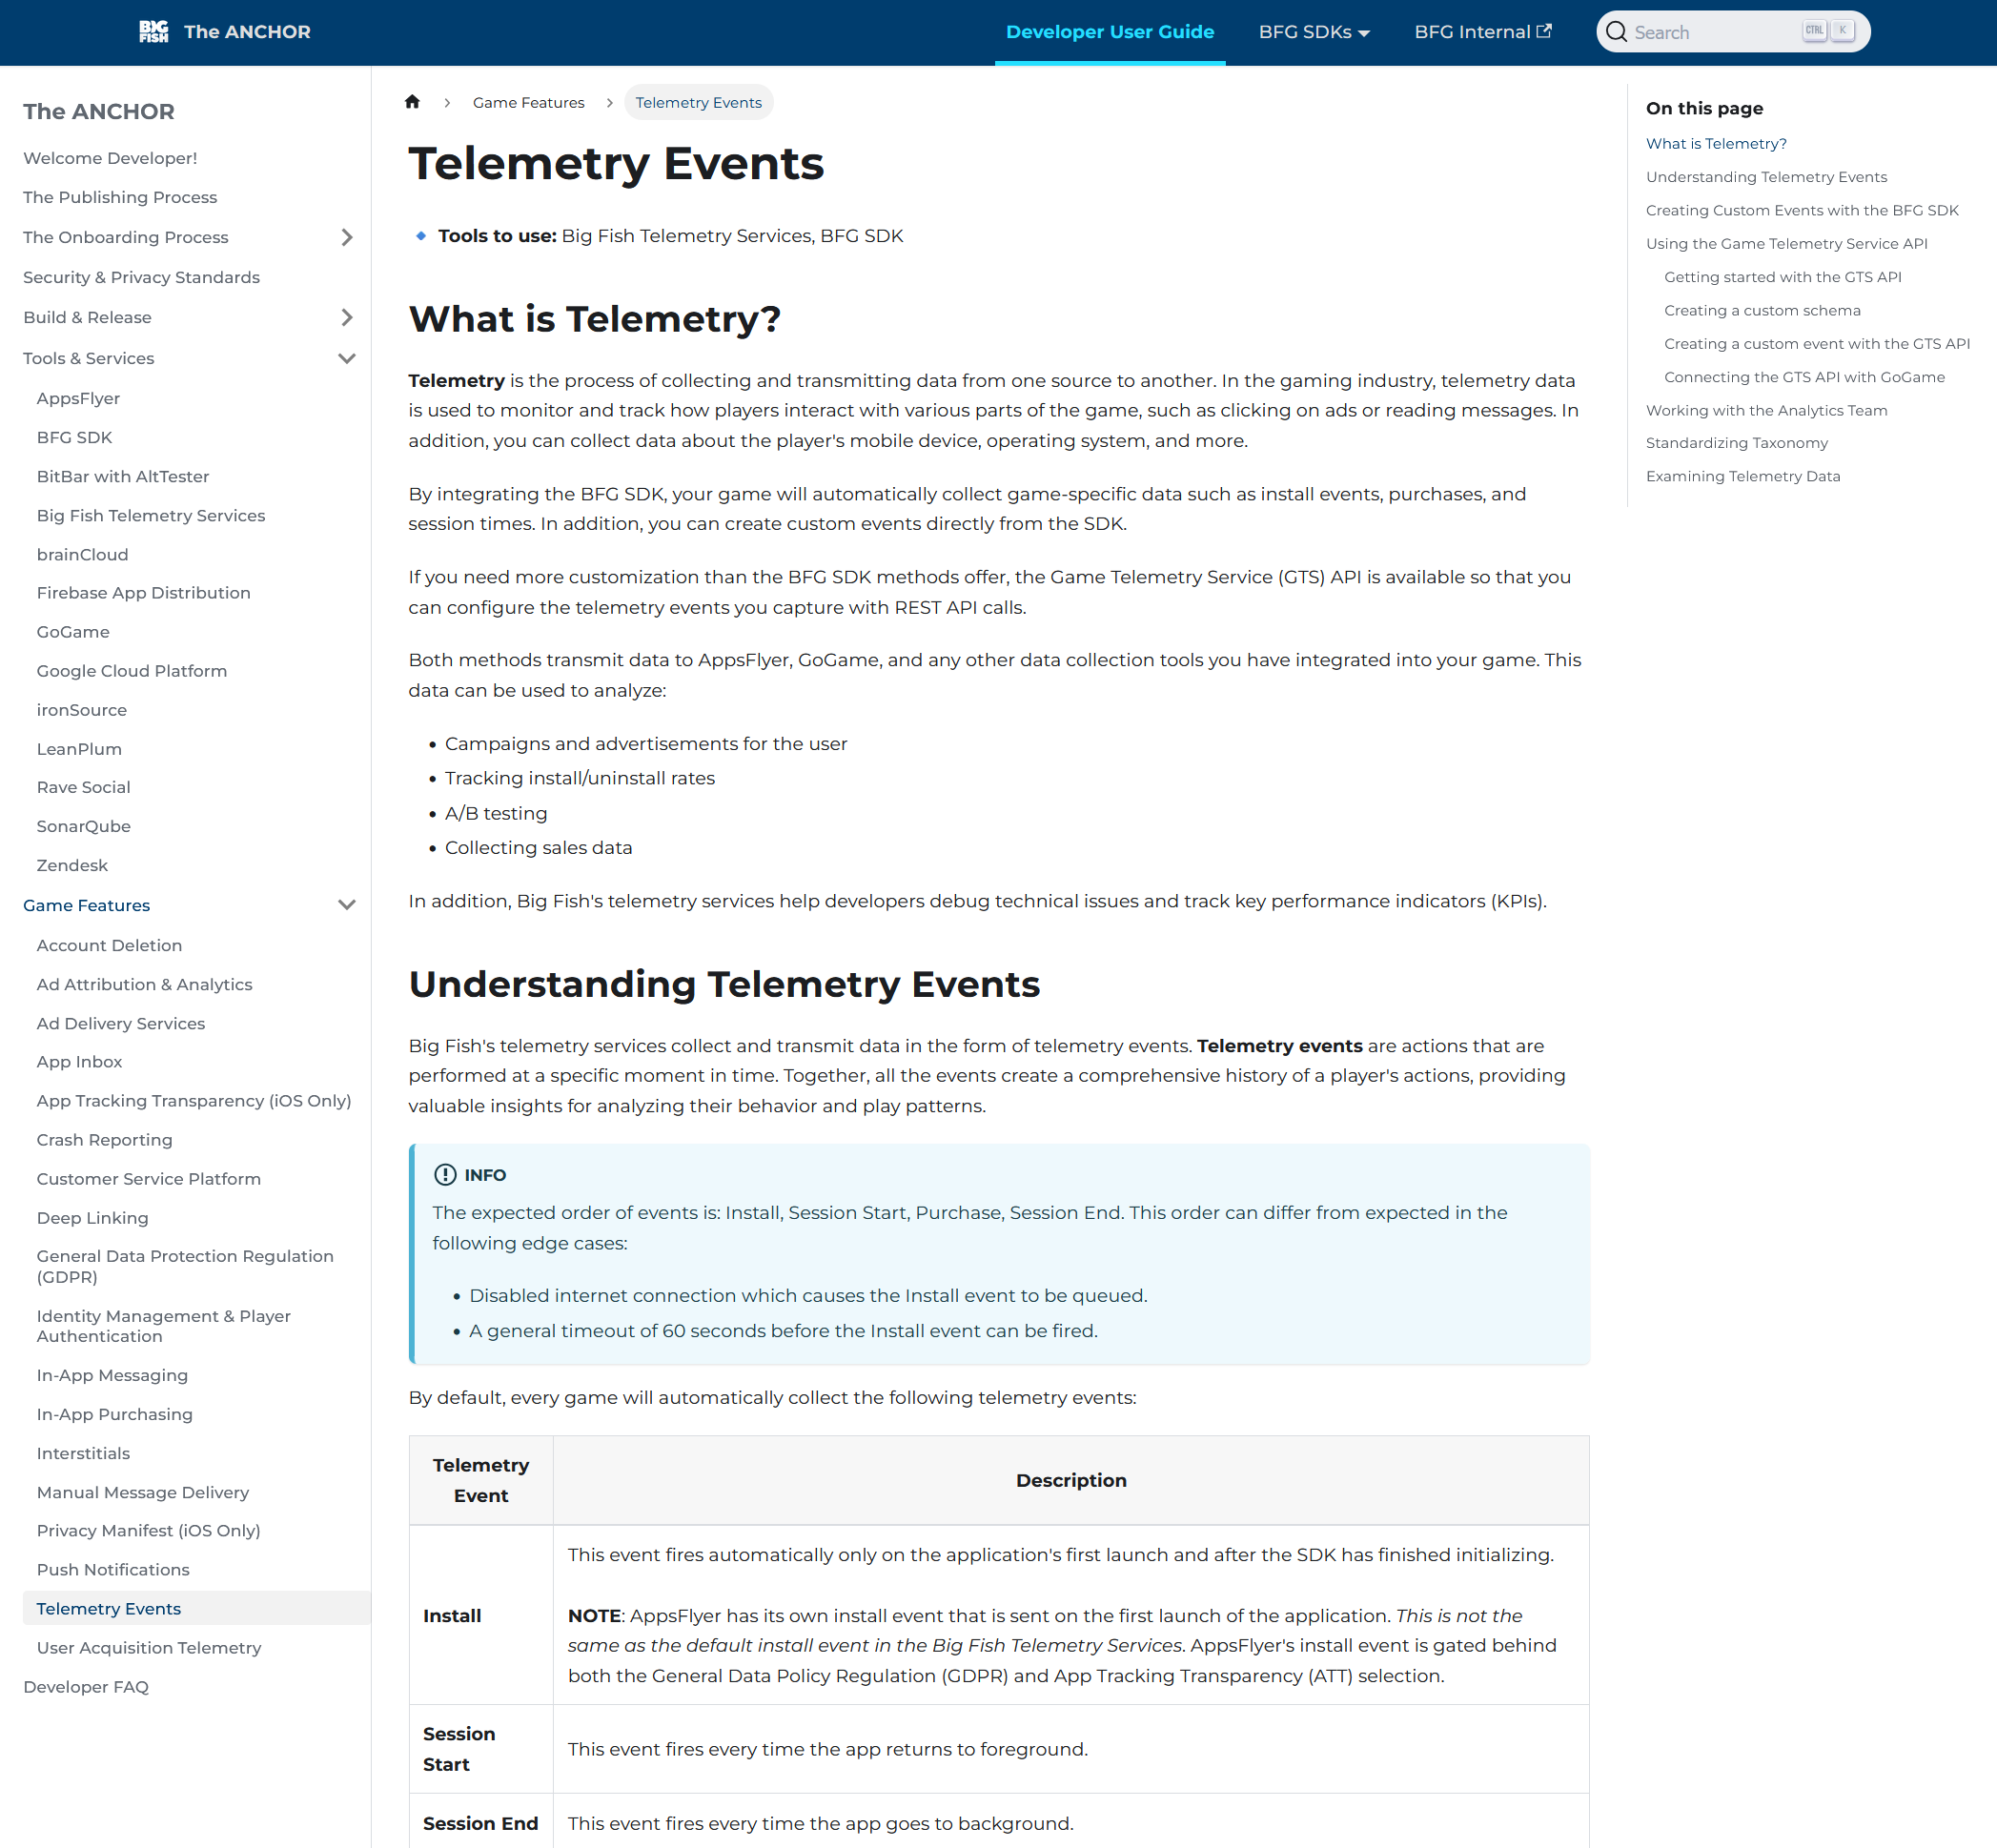 BIG FISH The ANCHOR Developer User Guide BFG SDKs BFG Internal Search CTRL K
The ANCHOR
Welcome Developer!
The Publishing Process
The Onboarding Process
Security & Privacy Standards
Build & Release
Tools & Services
AppsFlyer
BFG SDK
BitBar with AltTester
Big Fish Telemetry Services
brainCloud
Firebase App Distribution
GoGame
Google Cloud Platform
ironSource
LeanPlum
Rave Social
SonarQube
Zendesk
Game Features
Account Deletion
Ad Attribution & Analytics
Ad Delivery Services
App Inbox
App Tracking Transparency (iOS Only)
Crash Reporting
Customer Service Platform
Deep Linking
General Data Protection Regulation
(GDPR)
Identity Management & Player
Authentication
In-App Messaging
In-App Purchasing
Interstitials
Manual Message Delivery
Privacy Manifest (iOS Only)
Push Notifications
Telemetry Events
User Acquisition Telemetry
Developer FAQ
Game Features Telemetry Events
Telemetry Events
Tools to use: Big Fish Telemetry Services, BFG SDK
What is Telemetry?
Telemetry is the process of collecting and transmitting data from one source to another. In the gaming industry, telemetry data
is used to monitor and track how players interact with various parts of the game, such as clicking on ads or reading messages. In
addition, you can collect data about the player's mobile device, operating system, and more.
By integrating the BFG SDK, your game will automatically collect game-specific data such as install events, purchases, and
session times. In addition, you can create custom events directly from the SDK.
If you need more customization than the BFG SDK methods offer, the Game Telemetry Service (GTS) API is available so that you
can configure the telemetry events you capture with REST API calls.
Both methods transmit data to AppsFlyer, GoGame, and any other data collection tools you have integrated into your game. This
data can be used to analyze:
• Campaigns and advertisements for the user
• Tracking install/uninstall rates
• A/B testing
• Collecting sales data
In addition, Big Fish's telemetry services help developers debug technical issues and track key performance indicators (KPIs).
Understanding Telemetry Events
Big Fish's telemetry services collect and transmit data in the form of telemetry events. Telemetry events are actions that are
performed at a specific moment in time. Together, all the events create a comprehensive history of a player's actions, providing
valuable insights for analyzing their behavior and play patterns.
INFO
The expected order of events is: Install, Session Start, Purchase, Session End. This order can differ from expected in the
following edge cases:
• Disabled internet connection which causes the Install event to be queued.
• A general timeout of 60 seconds before the Install event can be fired.
By default, every game will automatically collect the following telemetry events:
Telemetry
Event
Description
Install
This event fires automatically only on the application's first launch and after the SDK has finished initializing.
NOTE: AppsFlyer has its own install event that is sent on the first launch of the application. This is not the
same as the default install event in the Big Fish Telemetry Services. AppsFlyer's install event is gated behind
both the General Data Policy Regulation (GDPR) and App Tracking Transparency (ATT) selection.
Session
Start
This event fires every time the app returns to foreground.
Session End This event fires every time the app goes to background.
On this page
What is Telemetry?
Understanding Telemetry Events
Creating Custom Events with the BFG SDK
Using the Game Telemetry Service API
Getting started with the GTS API
Creating a custom schema
Creating a custom event with the GTS API
Connecting the GTS API with GoGame
Working with the Analytics Team
Standardizing Taxonomy
Examining Telemetry Data